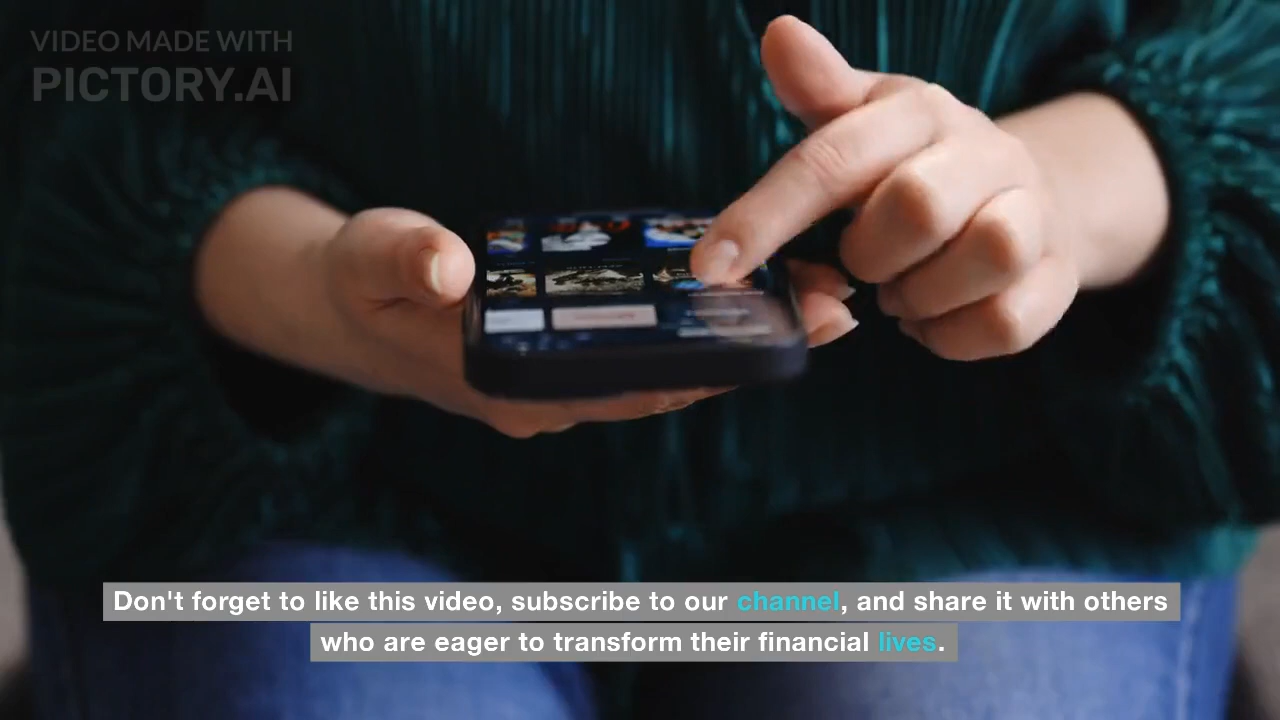 VIDEO MADE WITH
PICTORY.AI
Don't forget to like this video, subscribe to our channel, and share it with others
who are eager to transform their financial lives.